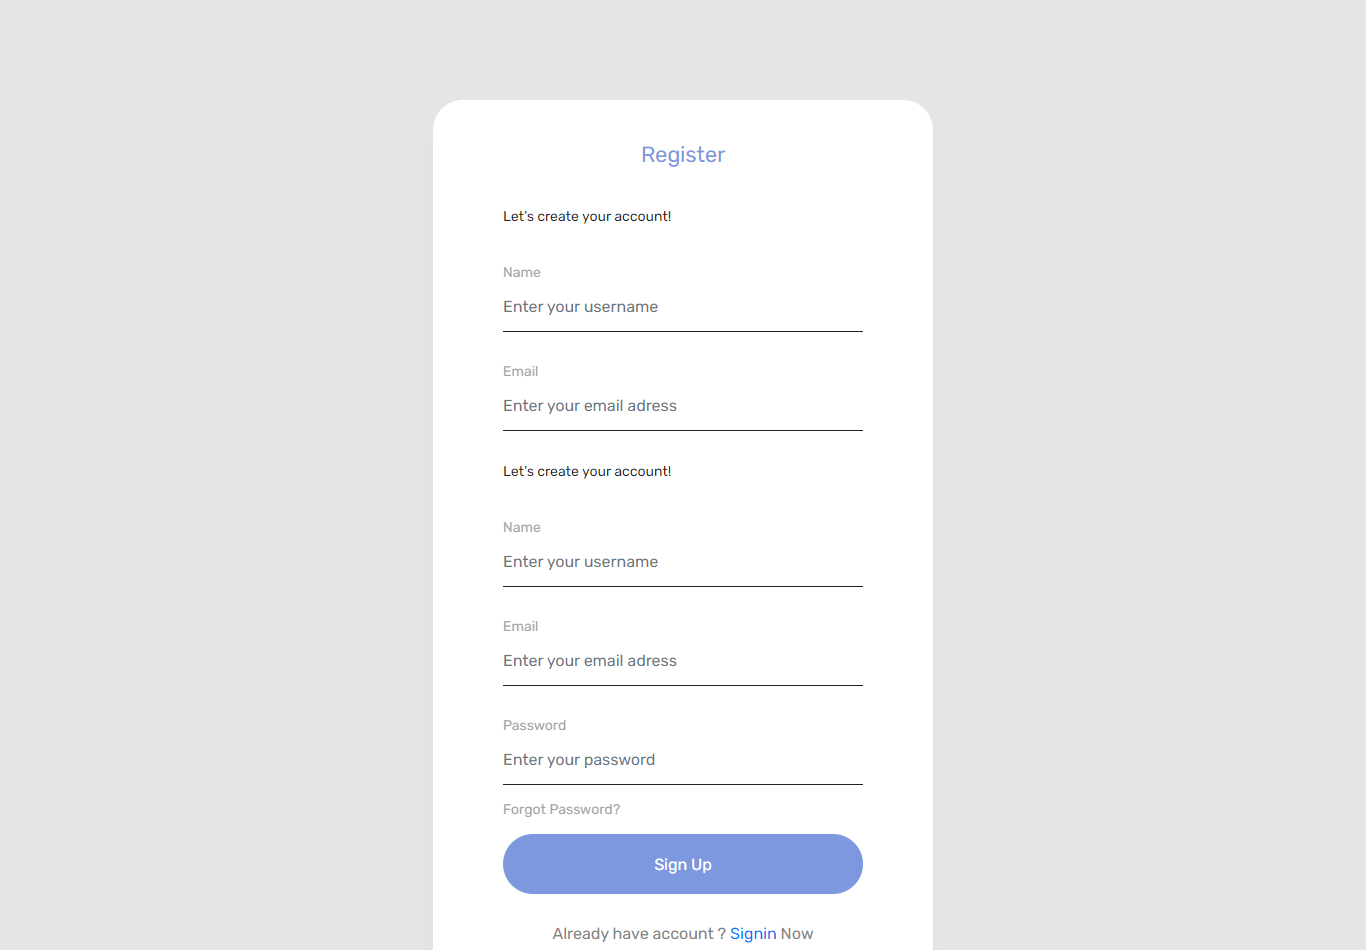 Register
Let's create your account!
Name
Enter your username
Email
Enter your email adress
Let's create your account!
Name
Enter your username
Email
Enter your email adress
Password
Enter your password
Forgot Password?
Sign Up
Already have account ? Signin Now